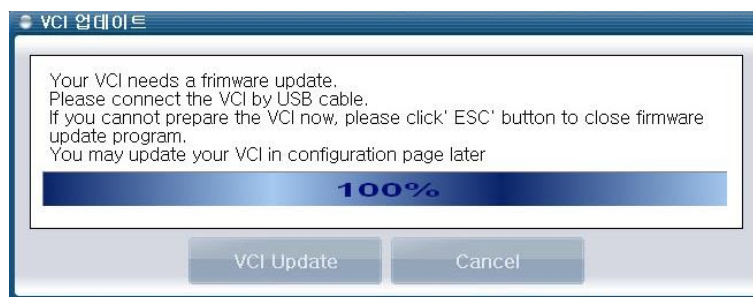 VCI 업데이트
Your VCI needs a frimware update.
Please connect the VCI by USB cable.
If you cannot prepare the VCI now, please click' ESC' button to close firmware
update program.
You may update your VCI in configuration page later
100%
VCI Update
Cancel